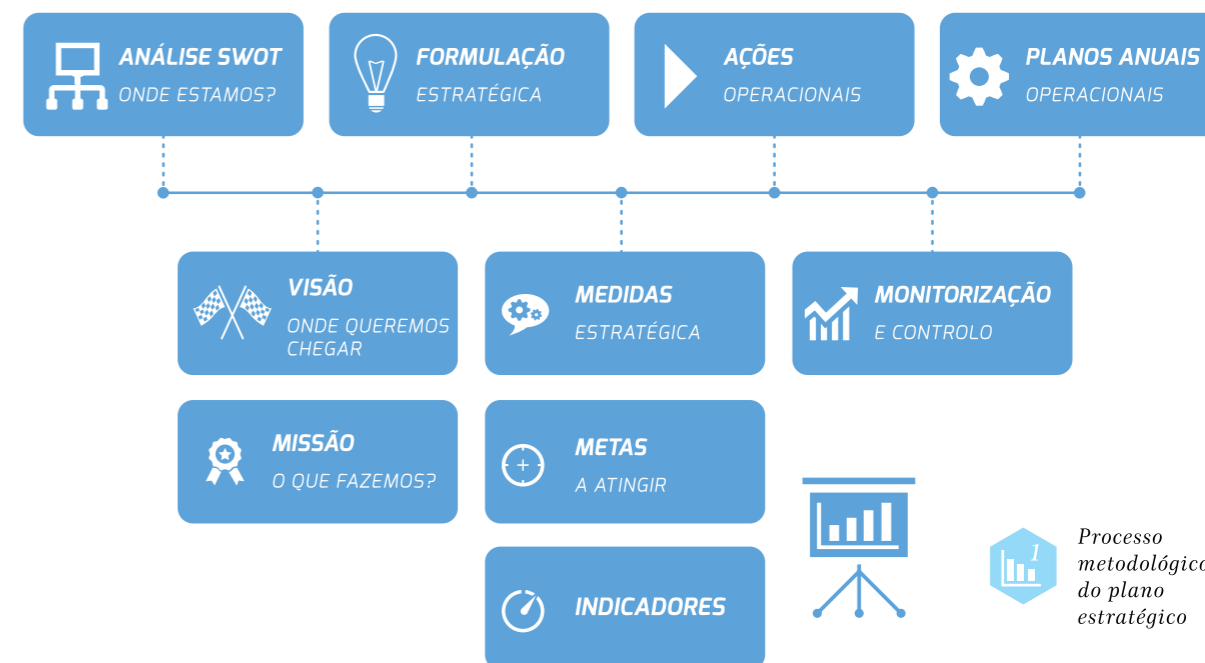 ANÁLISE SWOT
ONDE ESTAMOS?
FORMULAÇÃO
ESTRATÉGICA
AÇÕES
OPERACIONAIS
PLANOS ANUAIS
OPERACIONAIS
VISÃO
ONDE QUEREMOS
CHEGAR
MEDIDAS
ESTRATÉGICA
MONITORIZAÇÃO
E CONTROLO
MISSÃO
O QUE FAZEMOS?
METAS
A ATINGIR
INDICADORES
1
Processo
metodológico
do plano
estratégico